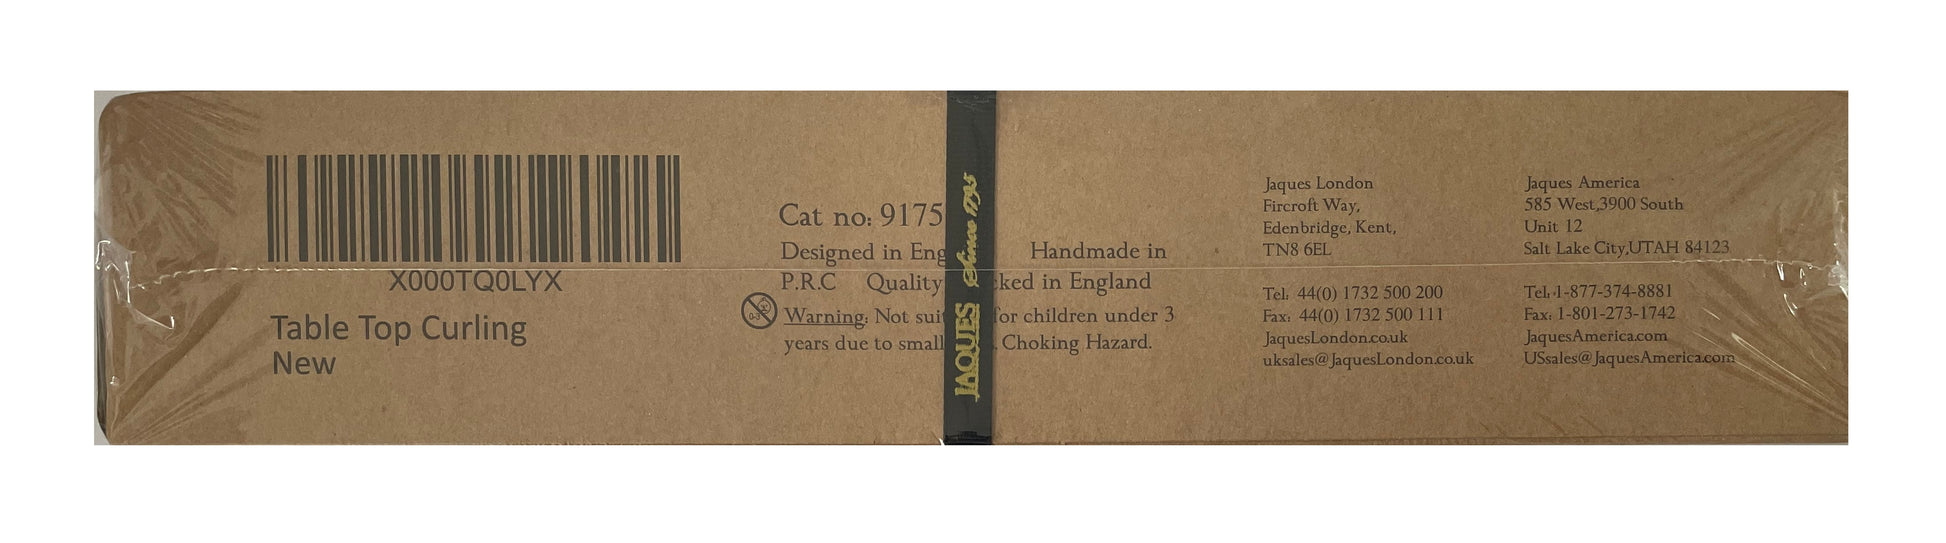 X000TQ0LYX
Table Top Curling
New
Cat no: 9175
Designed in Eng Handmade in
P.R.C Quality cked in England
0-3
Warning: Not sui for children under 3
years due to small . Choking Hazard.
JAQUES Since 1795
Jaques London
Fircroft Way,
Edenbridge, Kent,
TN8 6EL
Tel: 44(0) 1732 500 200
Fax: 44(0) 1732 500 111
JaquesLondon.co.uk
uksales@JaquesLondon.co.uk
Jaques America
585 West,3900 South
Unit 12
Salt Lake City,UTAH 84123
Tel: 1-877-374-8881
Fax: 1-801-273-1742
JaquesAmerica.com
USsales@JaquesAmerica.com